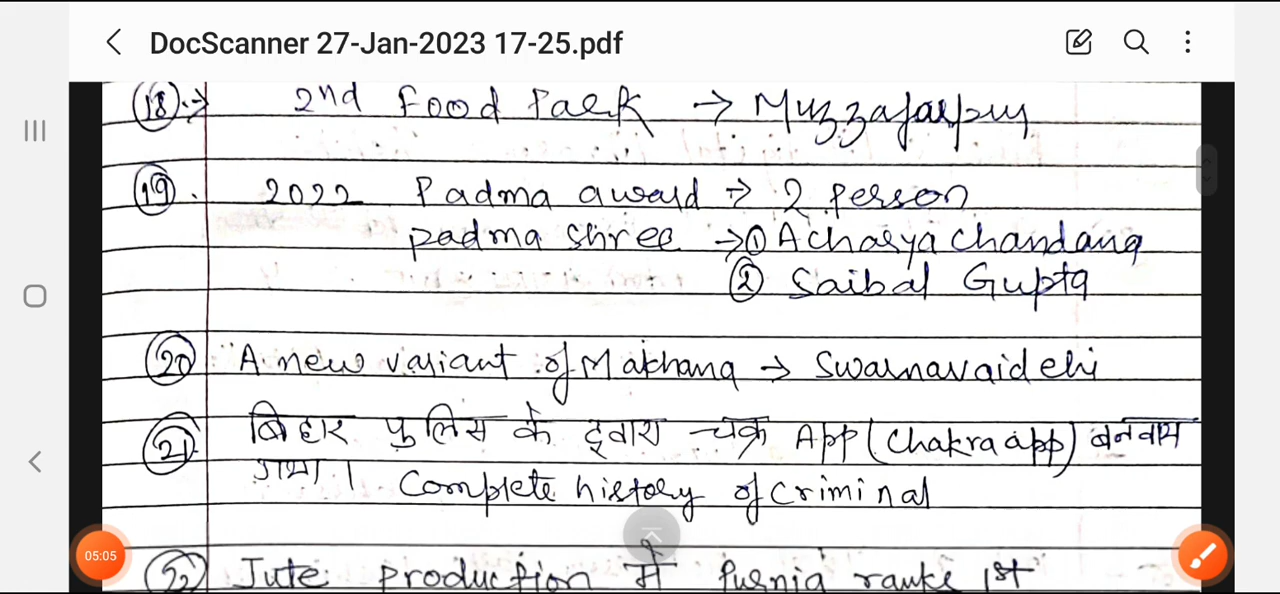 DocScanner 27-Jan-2023 17-25.pdf
(18).→ 2nd Food Park → Muzzafarpur
(19). 2022 Padma award → 2 person
Padma Shree → ① Acharya Chandana
② Saibal Gupta
(20) A new variant of Makhana → Swarnavaidehi
(21) बिहार पुलिस के द्वारा चक्र App (Chakra app) बनवाया
गया। Complete history of criminal
(22) Jute production में Purnia ranks 1st
05:05